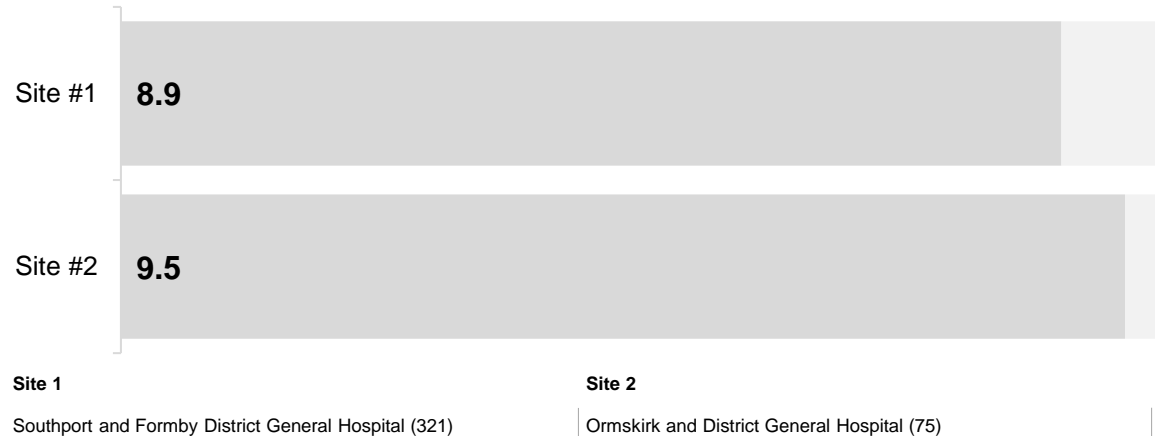 Site #1 8.9
Site #2 9.5
Site 1 Site 2
Southport and Formby District General Hospital (321) Ormskirk and District General Hospital (75)